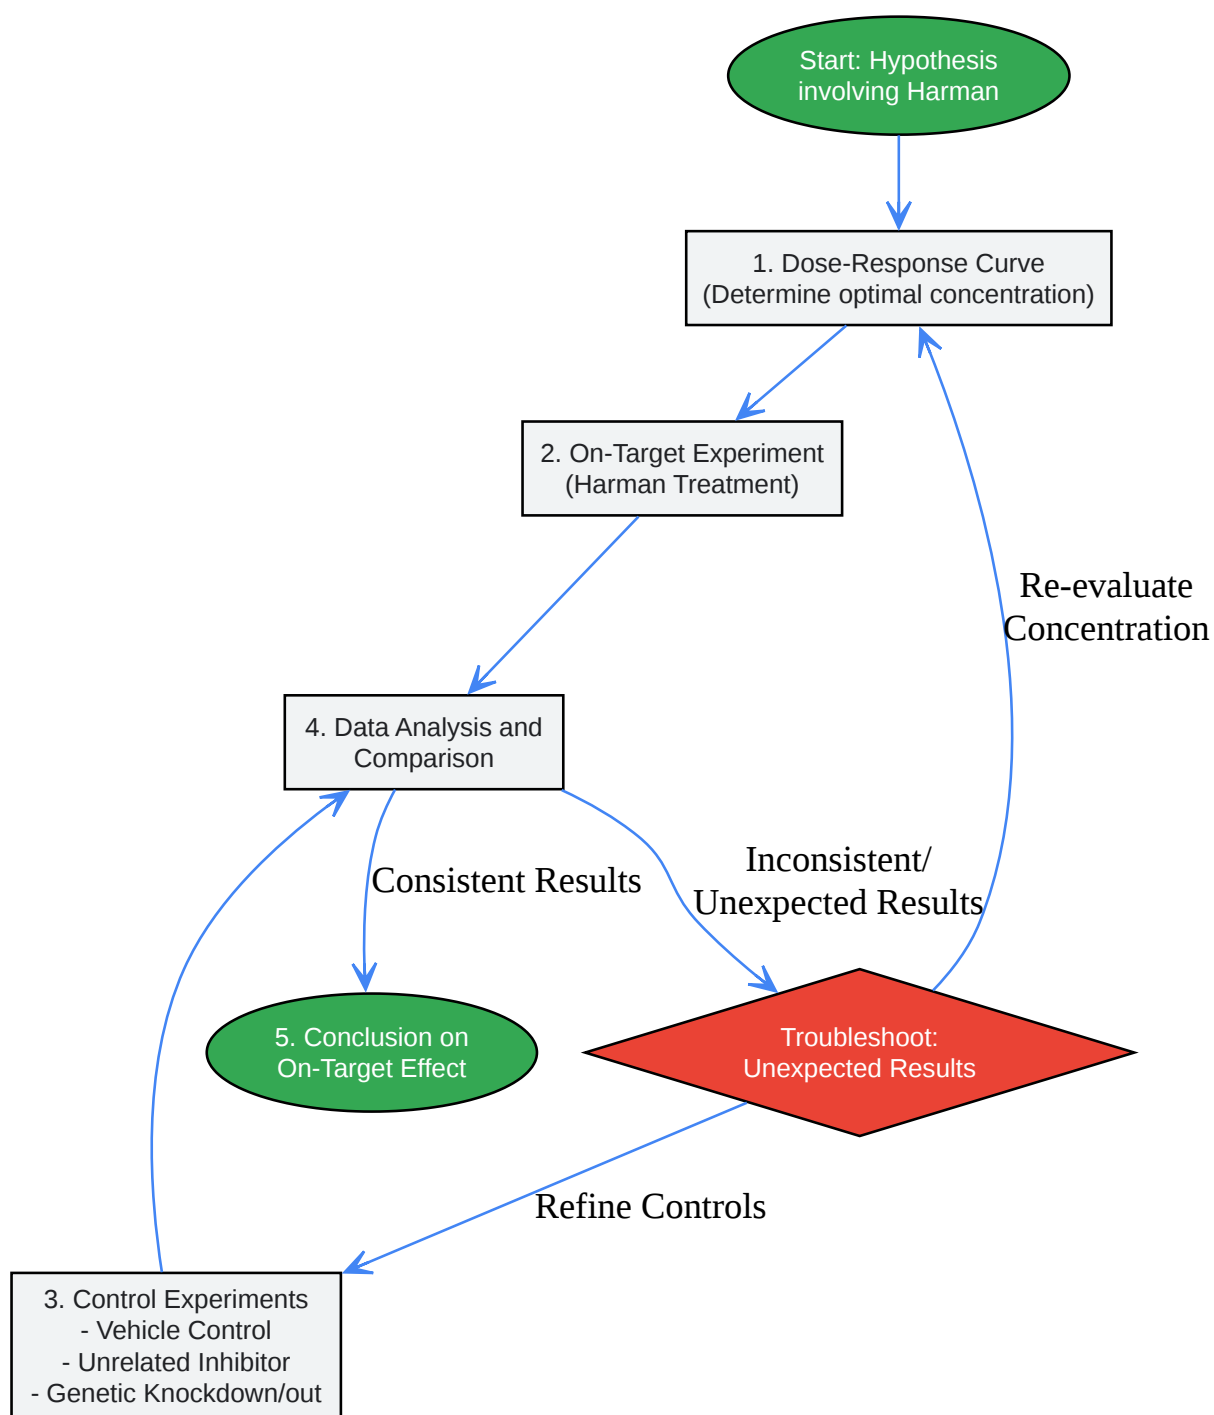 Start: Hypothesis
involving Harman
1. Dose-Response Curve
(Determine optimal concentration)
2. On-Target Experiment
(Harman Treatment)
Re-evaluate
Concentration
4. Data Analysis and
Comparison
Consistent Results
Inconsistent/
Unexpected Results
5. Conclusion on
On-Target Effect
Troubleshoot:
Unexpected Results
Refine Controls
3. Control Experiments
- Vehicle Control
- Unrelated Inhibitor
- Genetic Knockdown/out